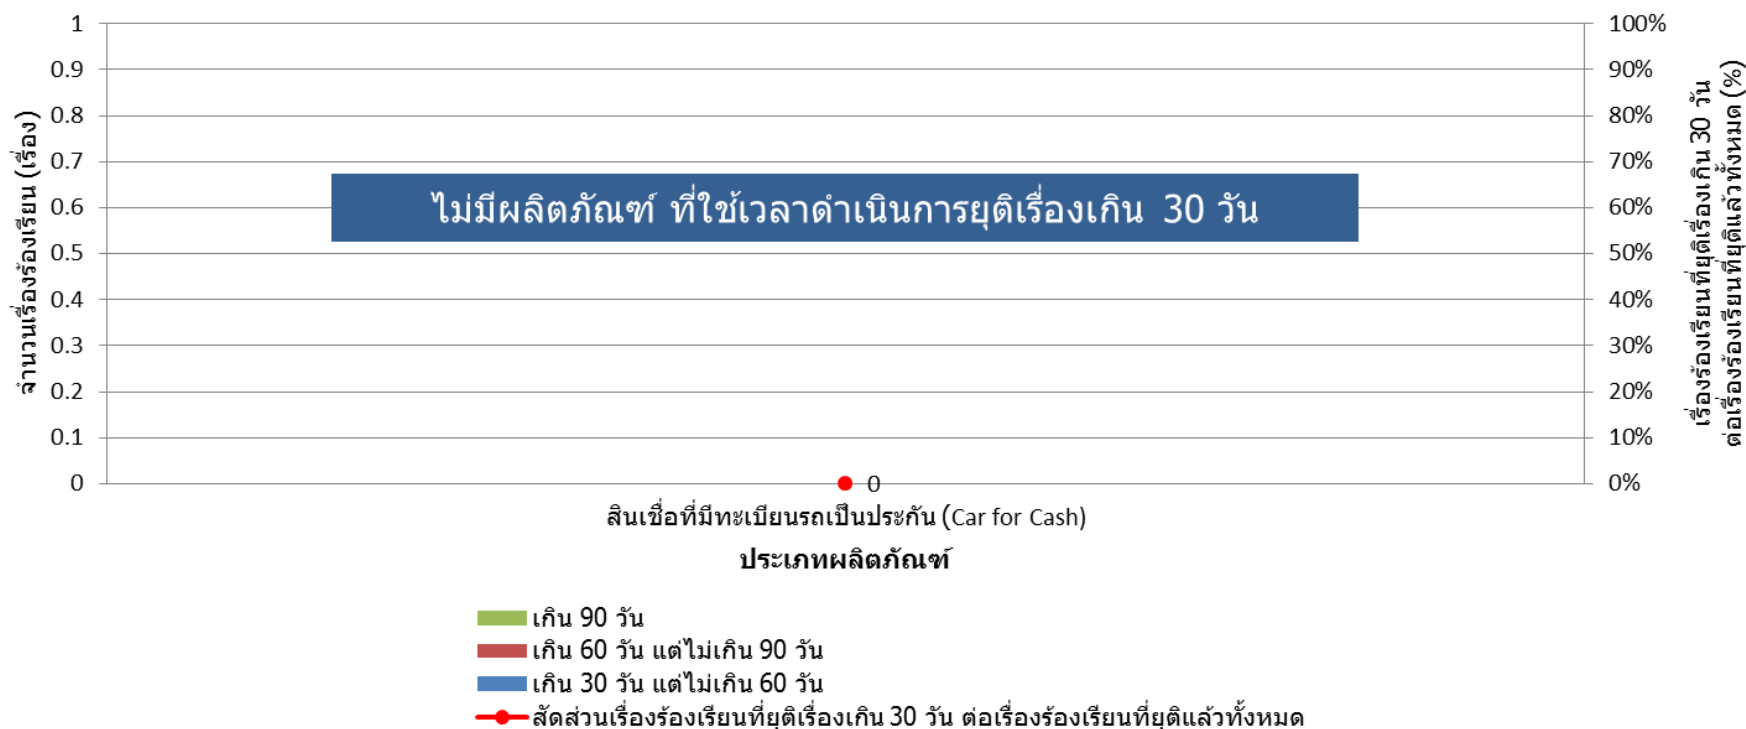 1
0.9
0.8
0.7
0.6
0.5
0.4
0.3
0.2
0.1
0
จำนวนเรื่องร้องเรียน (เรื่อง)
ไม่มีผลิตภัณฑ์ ที่ใช้เวลาดำเนินการยุติเรื่องเกิน 30 วัน
100%
90%
80%
70%
60%
50%
40%
30%
20%
10%
0%
เรื่องร้องเรียนที่ยุติเรื่องเกิน 30 วัน
ต่อเรื่องร้องเรียนที่ยุติแล้วทั้งหมด (%)
0
สินเชื่อที่มีทะเบียนรถเป็นประกัน (Car for Cash)
ประเภทผลิตภัณฑ์
เกิน 90 วัน
เกิน 60 วัน แต่ไม่เกิน 90 วัน
เกิน 30 วัน แต่ไม่เกิน 60 วัน
สัดส่วนเรื่องร้องเรียนที่ยุติเรื่องเกิน 30 วัน ต่อเรื่องร้องเรียนที่ยุติแล้วทั้งหมด